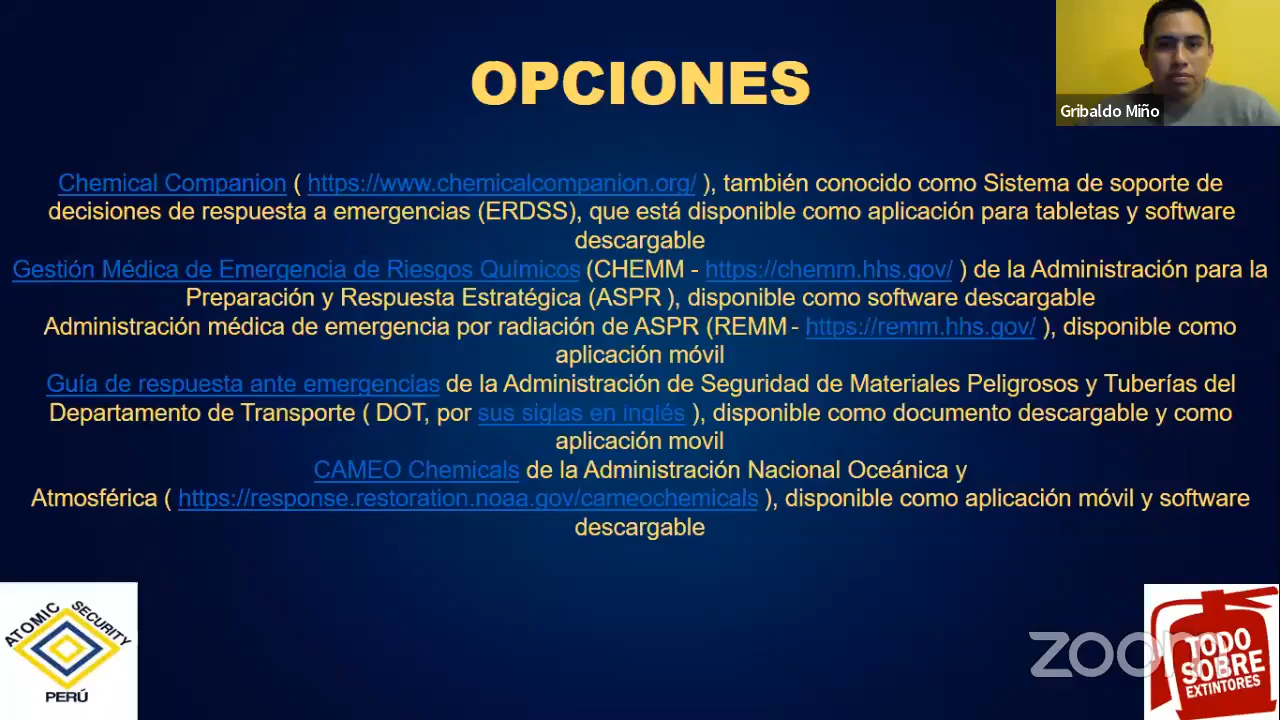 OPCIONES
Gribaldo Miño
Chemical Companion ( https://www.chemicalcompanion.org/ ), también conocido como Sistema de soporte de
decisiones de respuesta a emergencias (ERDSS), que está disponible como aplicación para tabletas y software
descargable
Gestión Médica de Emergencia de Riesgos Químicos (CHEMM - https://chemm.hhs.gov/ ) de la Administración para la
Preparación y Respuesta Estratégica (ASPR ), disponible como software descargable
Administración médica de emergencia por radiación de ASPR (REMM - https://remm.hhs.gov/ ), disponible como
aplicación móvil
Guía de respuesta ante emergencias de la Administración de Seguridad de Materiales Peligrosos y Tuberías del
Departamento de Transporte ( DOT, por sus siglas en inglés ), disponible como documento descargable y como
aplicación movil
CAMEO Chemicals de la Administración Nacional Oceánica y
Atmosférica ( https://response.restoration.noaa.gov/cameochemicals ), disponible como aplicación móvil y software
descargable
ATOMIC SECURITY
PERÚ
zoom
TODO
SOBRE
EXTINTORES